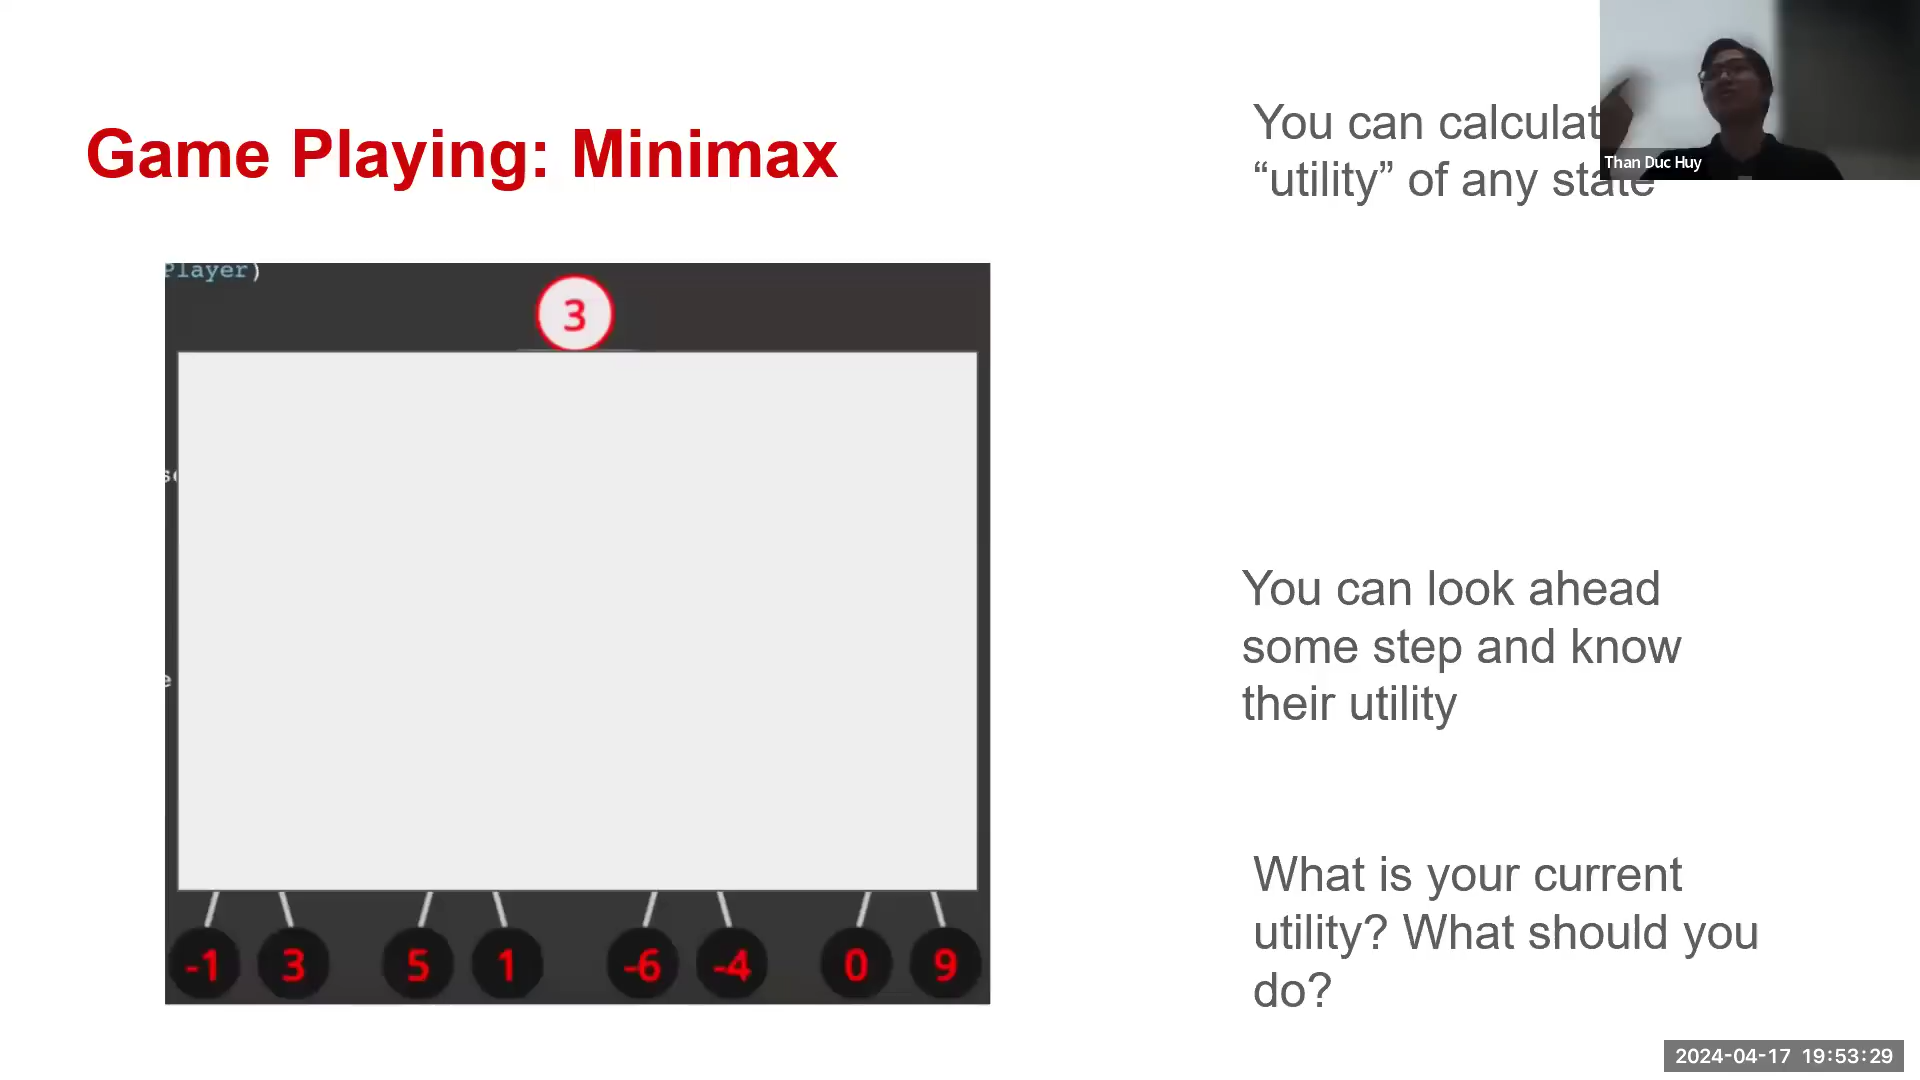 Game Playing: Minimax
You can calculat
“utility” of any state
Than Duc Huy
Player)
3
You can look ahead
some step and know
their utility
What is your current
utility? What should you
do?
-1 3 5 1 -6 -4 0 9
2024-04-17 19:53:29